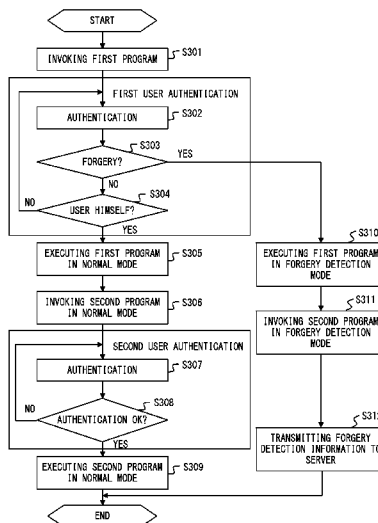 START
INVOKING FIRST PROGRAM
S301
FIRST USER AUTHENTICATION
AUTHENTICATION
S302
FORGERY?
S303
YES
NO
S304
NO
USER HIMSELF?
YES
EXECUTING FIRST PROGRAM
IN NORMAL MODE
S305
INVOKING SECOND PROGRAM
IN NORMAL MODE
S306
SECOND USER AUTHENTICATION
AUTHENTICATION
S307
S308
NO
AUTHENTICATION OK?
YES
EXECUTING SECOND PROGRAM
IN NORMAL MODE
S309
END
S310
EXECUTING FIRST PROGRAM
IN FORGERY DETECTION
MODE
S311
INVOKING SECOND PROGRAM
IN FORGERY DETECTION
MODE
S312
TRANSMITTING FORGERY
DETECTION INFORMATION TO
SERVER